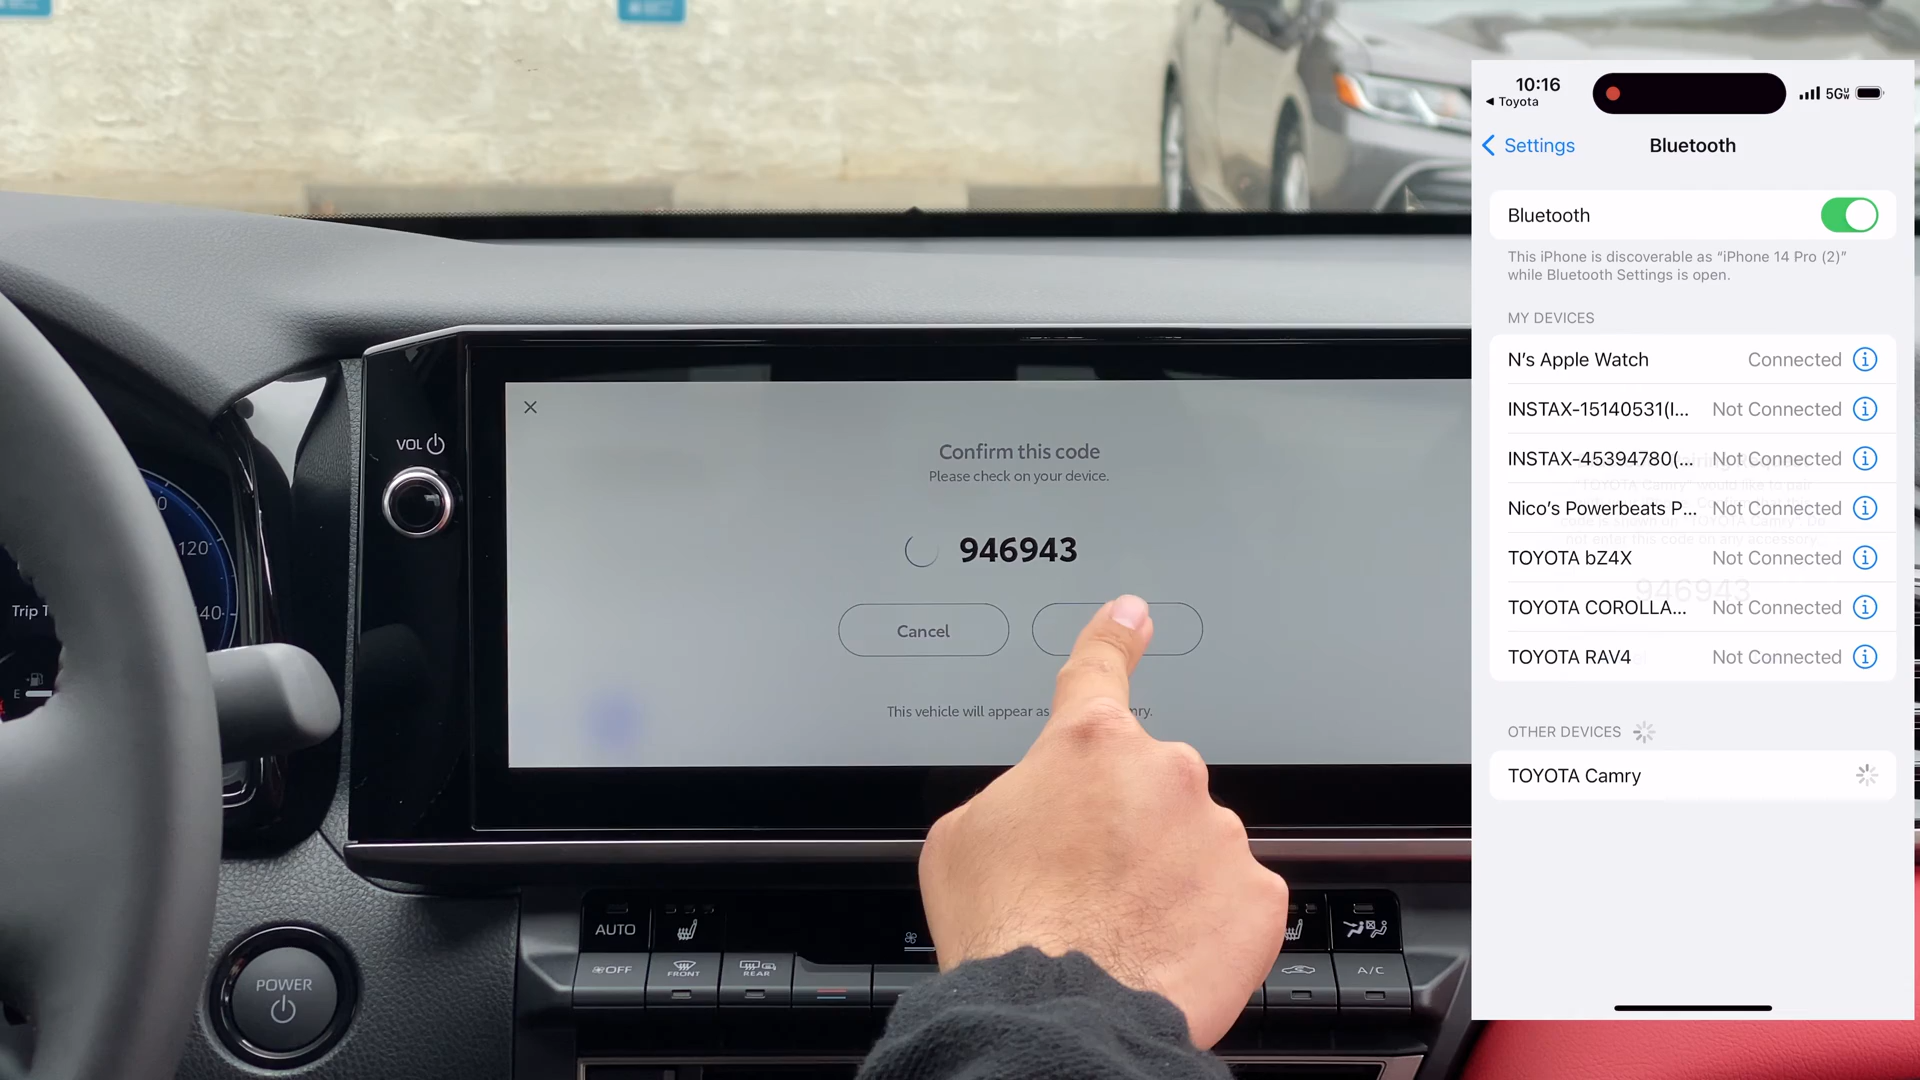 VOL
120
40
Trip T
E
POWER
Confirm this code
Please check on your device.
946943
Cancel
This vehicle will appear as
mry.
AUTO
OFF
FRONT
REAR
A/C
10:16
Toyota
5G
Settings
Bluetooth
Bluetooth
This iPhone is discoverable as “iPhone 14 Pro (2)”
while Bluetooth Settings is open.
MY DEVICES
N’s Apple Watch Connected
INSTAX-15140531(I... Not Connected
INSTAX-45394780(... Not Connected
Nico’s Powerbeats P... Not Connected
TOYOTA bZ4X Not Connected
946943
TOYOTA COROLLA... Not Connected
TOYOTA RAV4 Not Connected
OTHER DEVICES
TOYOTA Camry